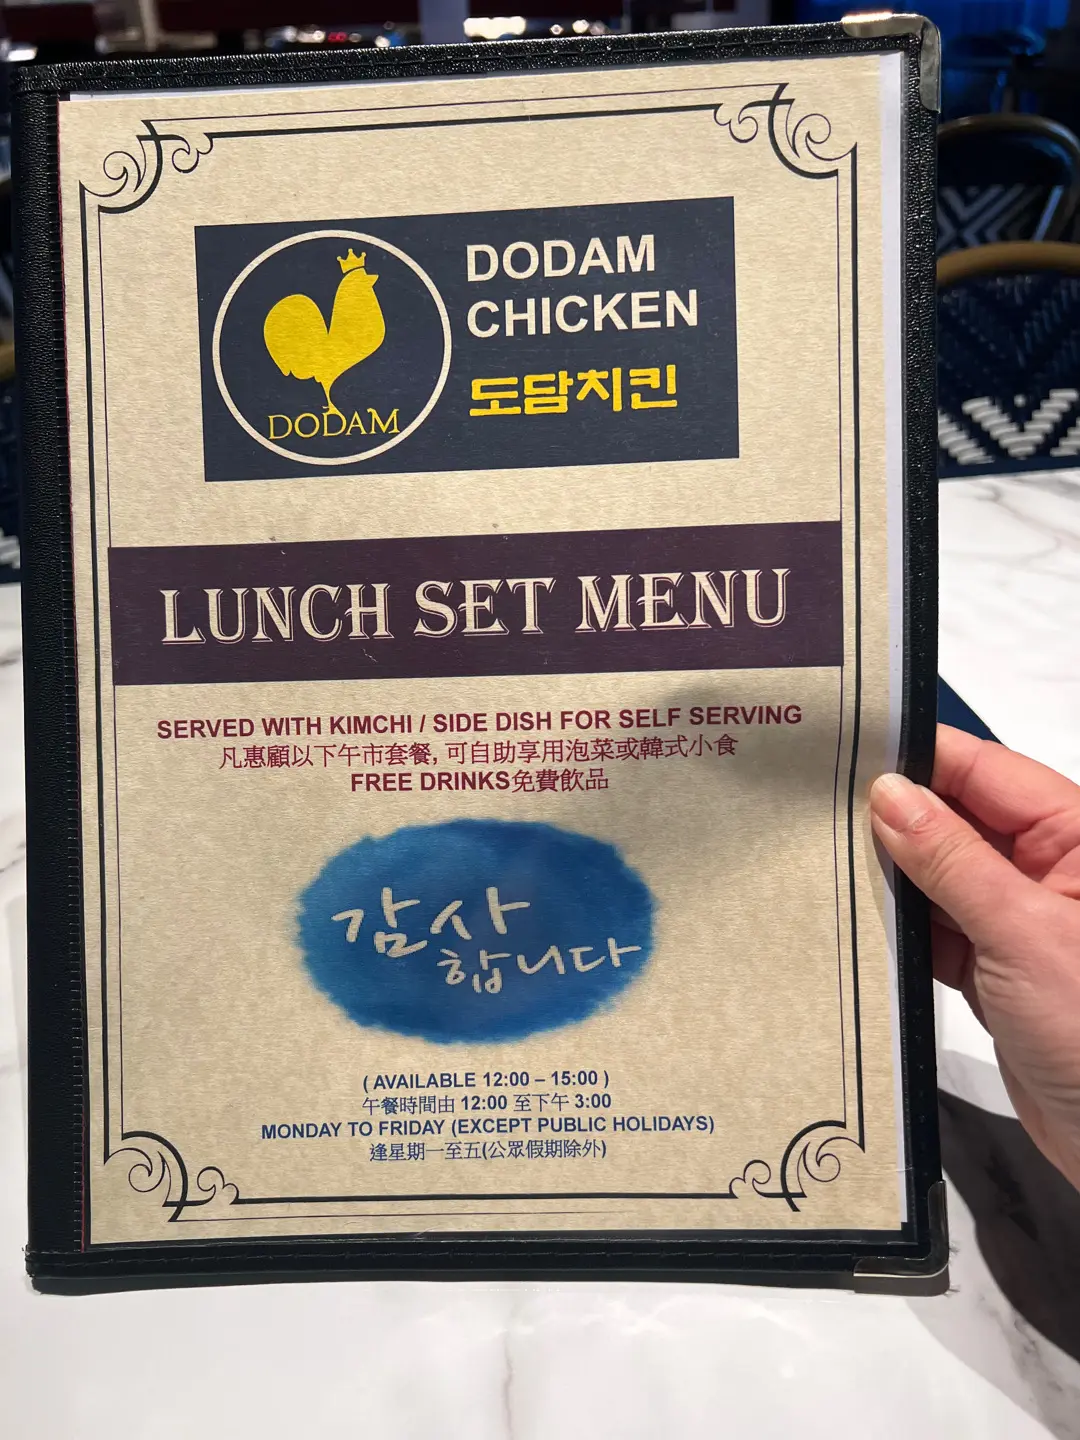 DODAM
DODAM
CHICKEN
도담치킨
LUNCH SET MENU
SERVED WITH KIMCHI / SIDE DISH FOR SELF SERVING
凡惠顧以下午市套餐, 可自助享用泡菜或韓式小食
FREE DRINKS免費飲品
감사
합니다
( AVAILABLE 12:00 – 15:00 )
午餐時間由 12:00 至下午 3:00
MONDAY TO FRIDAY (EXCEPT PUBLIC HOLIDAYS)
逢星期一至五(公眾假期除外)